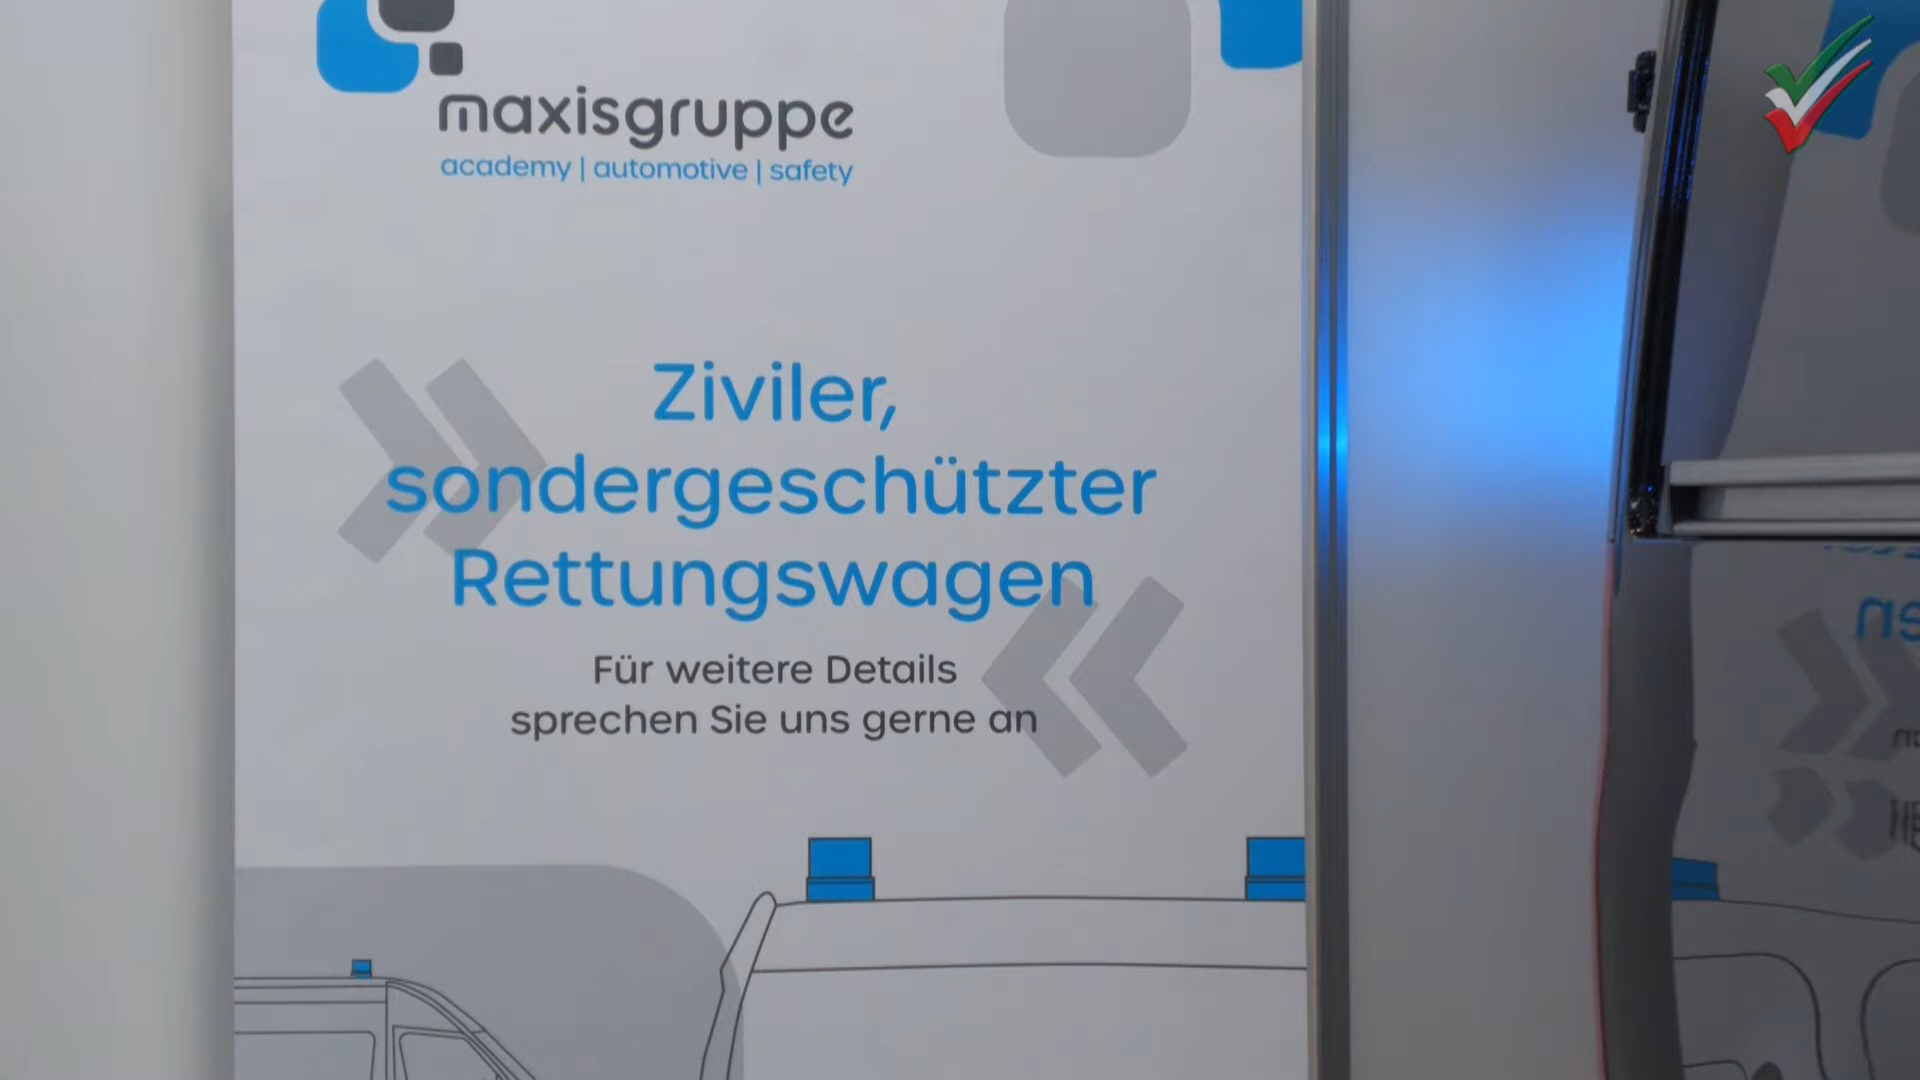 maxisgruppe
academy | automotive | safety
Ziviler,
sondergeschützter
Rettungswagen
Für weitere Details
sprechen Sie uns gerne an